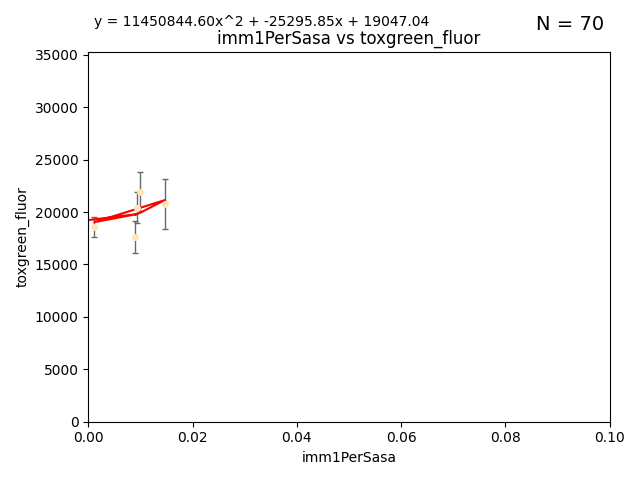 y = 11450844.60x^2 + -25295.85x + 19047.04
N = 70
imm1PerSasa vs toxgreen_fluor
35000
30000
25000
20000
15000
10000
5000
0
toxgreen_fluor
0.00 0.02 0.04 0.06 0.08 0.10
imm1PerSasa